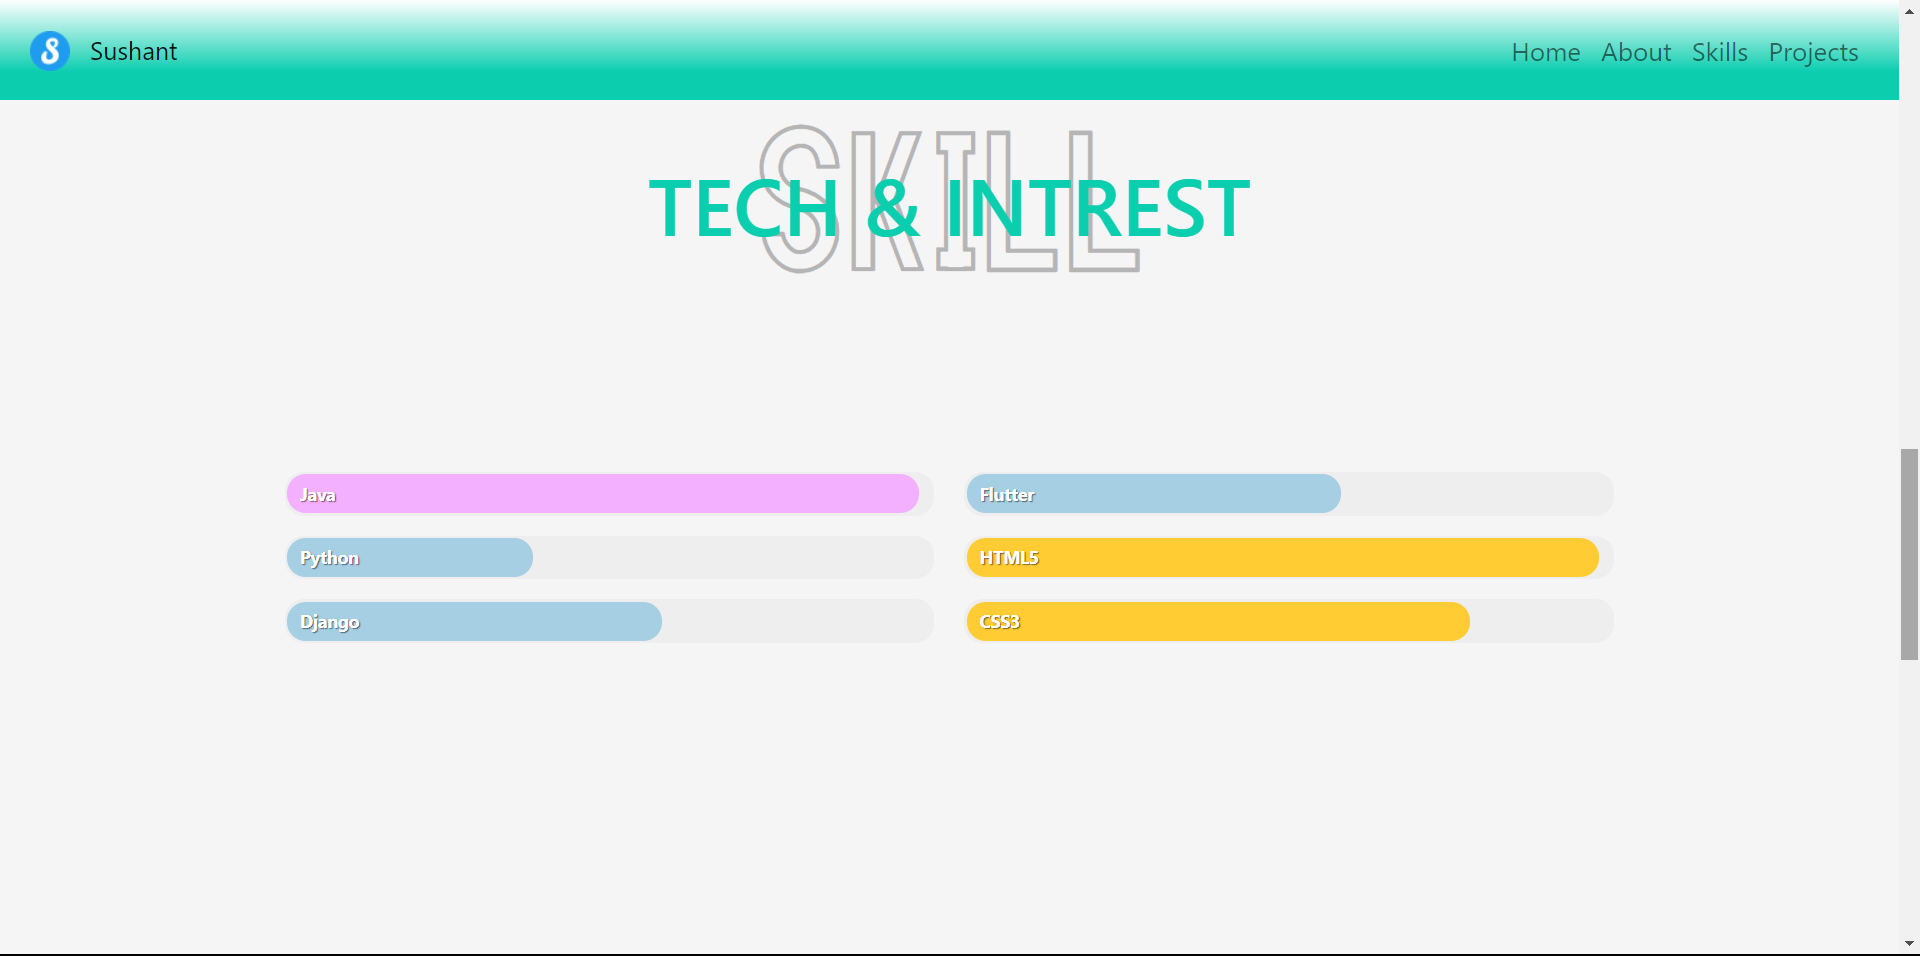 Sushant
Home About Skills Projects
SKILL
TECH & INTREST
Java
Flutter
Python
HTML5
Django
CSS3